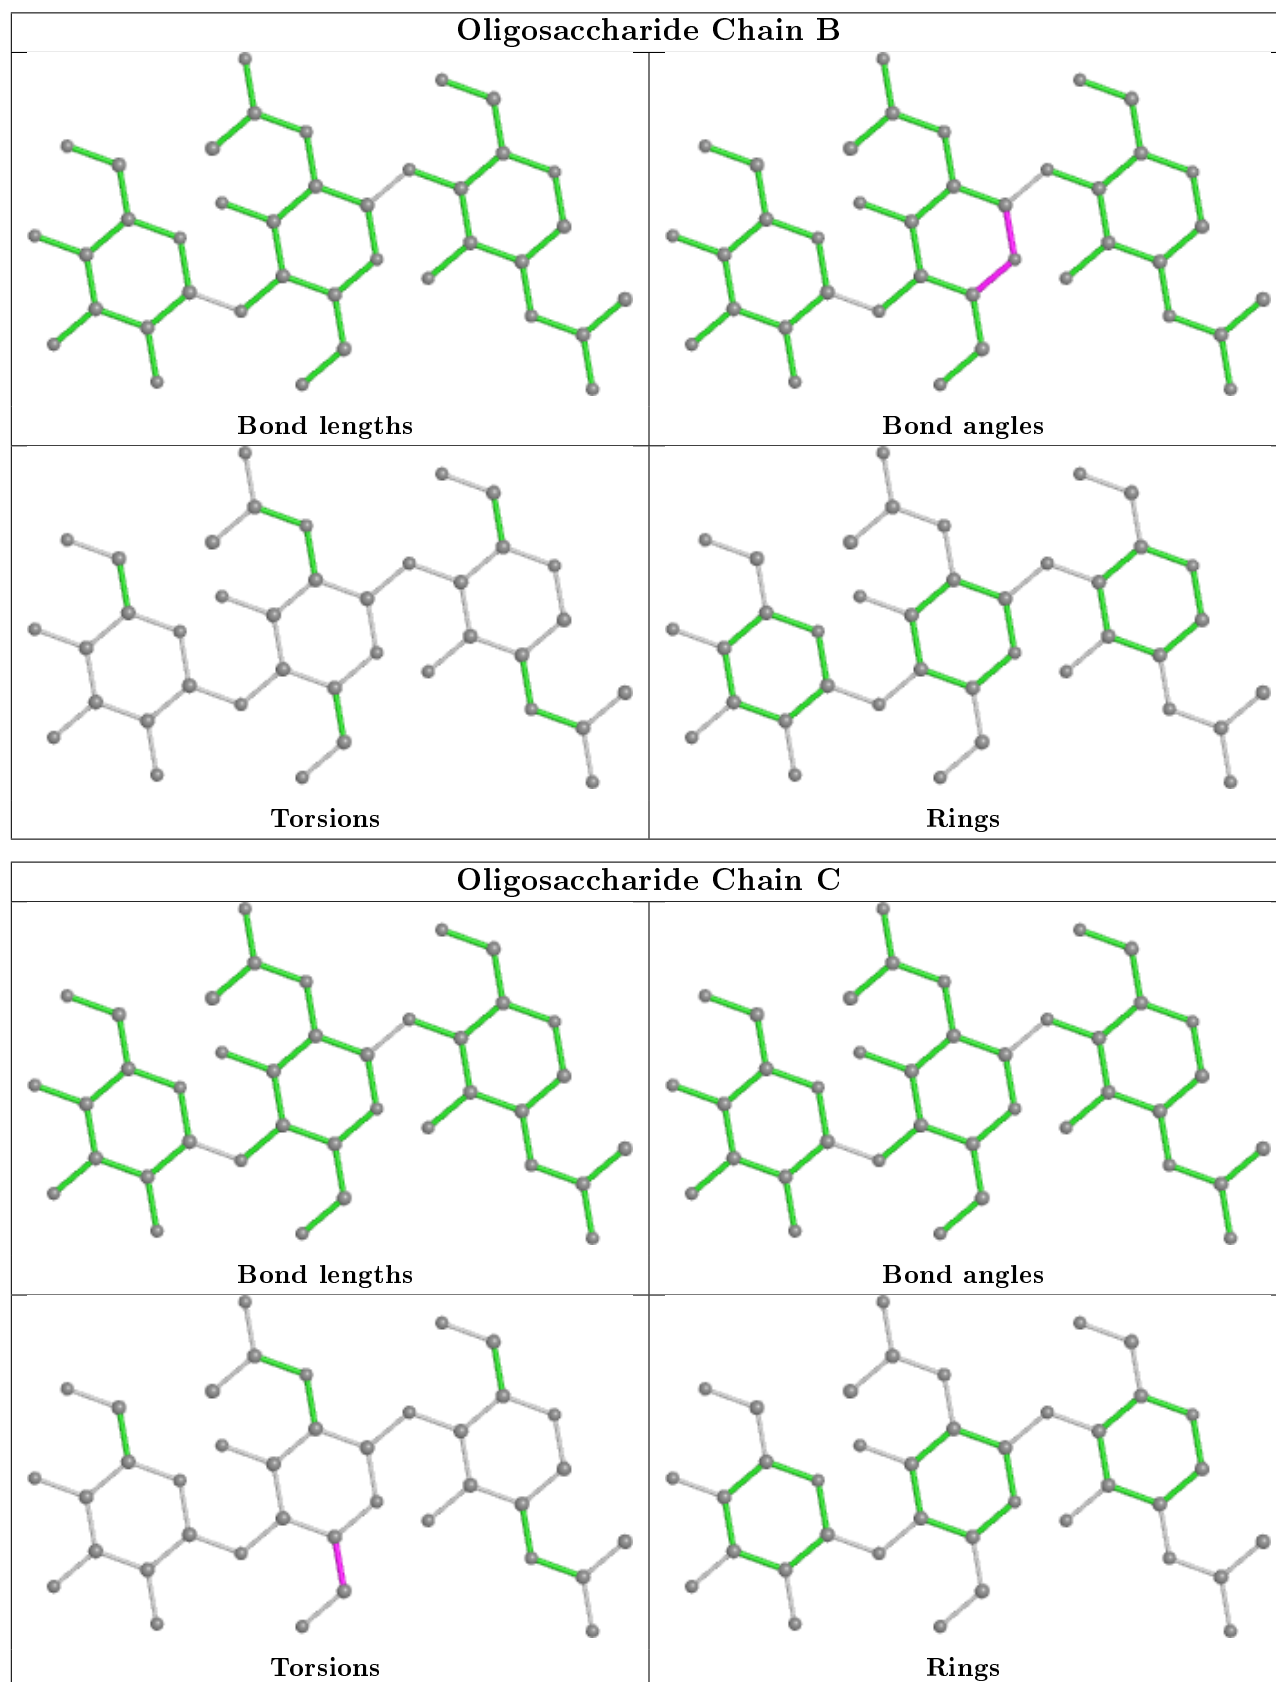 Oligosaccharide Chain B
Bond lengths
Bond angles
Torsions
Rings
Oligosaccharide Chain C
Bond lengths
Bond angles
Torsions
Rings